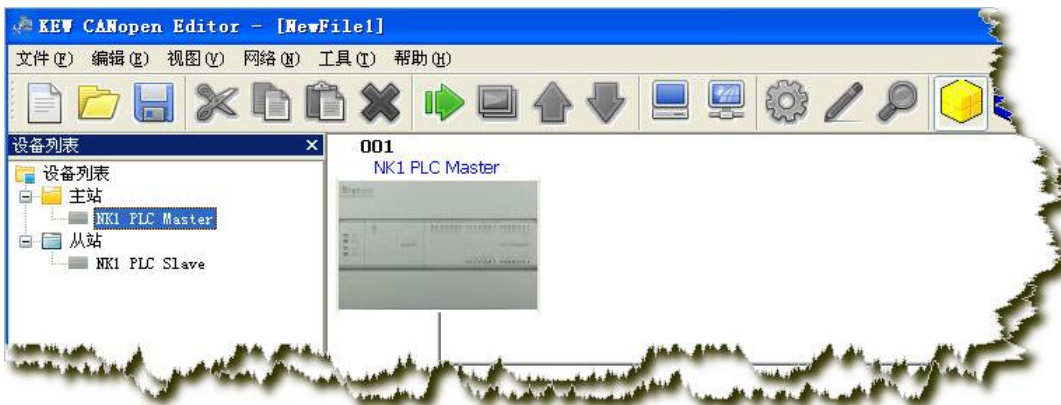 KEW CANopen Editor - [NewFile1]
文件(F) 编辑(E) 视图(V) 网络(N) 工具(T) 帮助(H)
设备列表
设备列表
主站
NK1 PLC Master
从站
NK1 PLC Slave
001
NK1 PLC Master